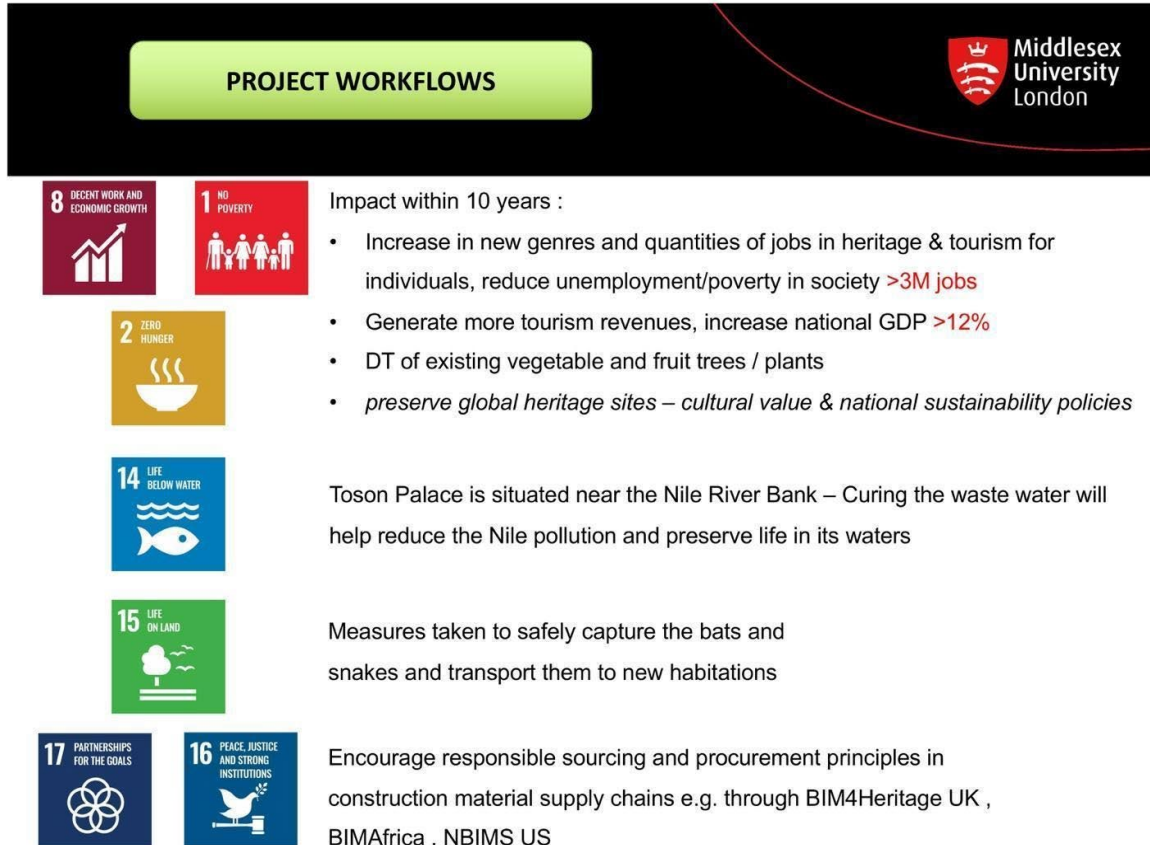 PROJECT WORKFLOWS
Middlesex
University
London
8 DECENT WORK AND
ECONOMIC GROWTH
1 NO
POVERTY
Impact within 10 years :
• Increase in new genres and quantities of jobs in heritage & tourism for
individuals, reduce unemployment/poverty in society >3M jobs
2 ZERO
HUNGER
• Generate more tourism revenues, increase national GDP >12%
• DT of existing vegetable and fruit trees / plants
• preserve global heritage sites – cultural value & national sustainability policies
14 LIFE
BELOW WATER
Toson Palace is situated near the Nile River Bank – Curing the waste water will
help reduce the Nile pollution and preserve life in its waters
15 LIFE
ON LAND
Measures taken to safely capture the bats and
snakes and transport them to new habitations
17 PARTNERSHIPS
FOR THE GOALS
16 PEACE, JUSTICE
AND STRONG
INSTITUTIONS
Encourage responsible sourcing and procurement principles in
construction material supply chains e.g. through BIM4Heritage UK ,
BIMAfrica , NBIMS US